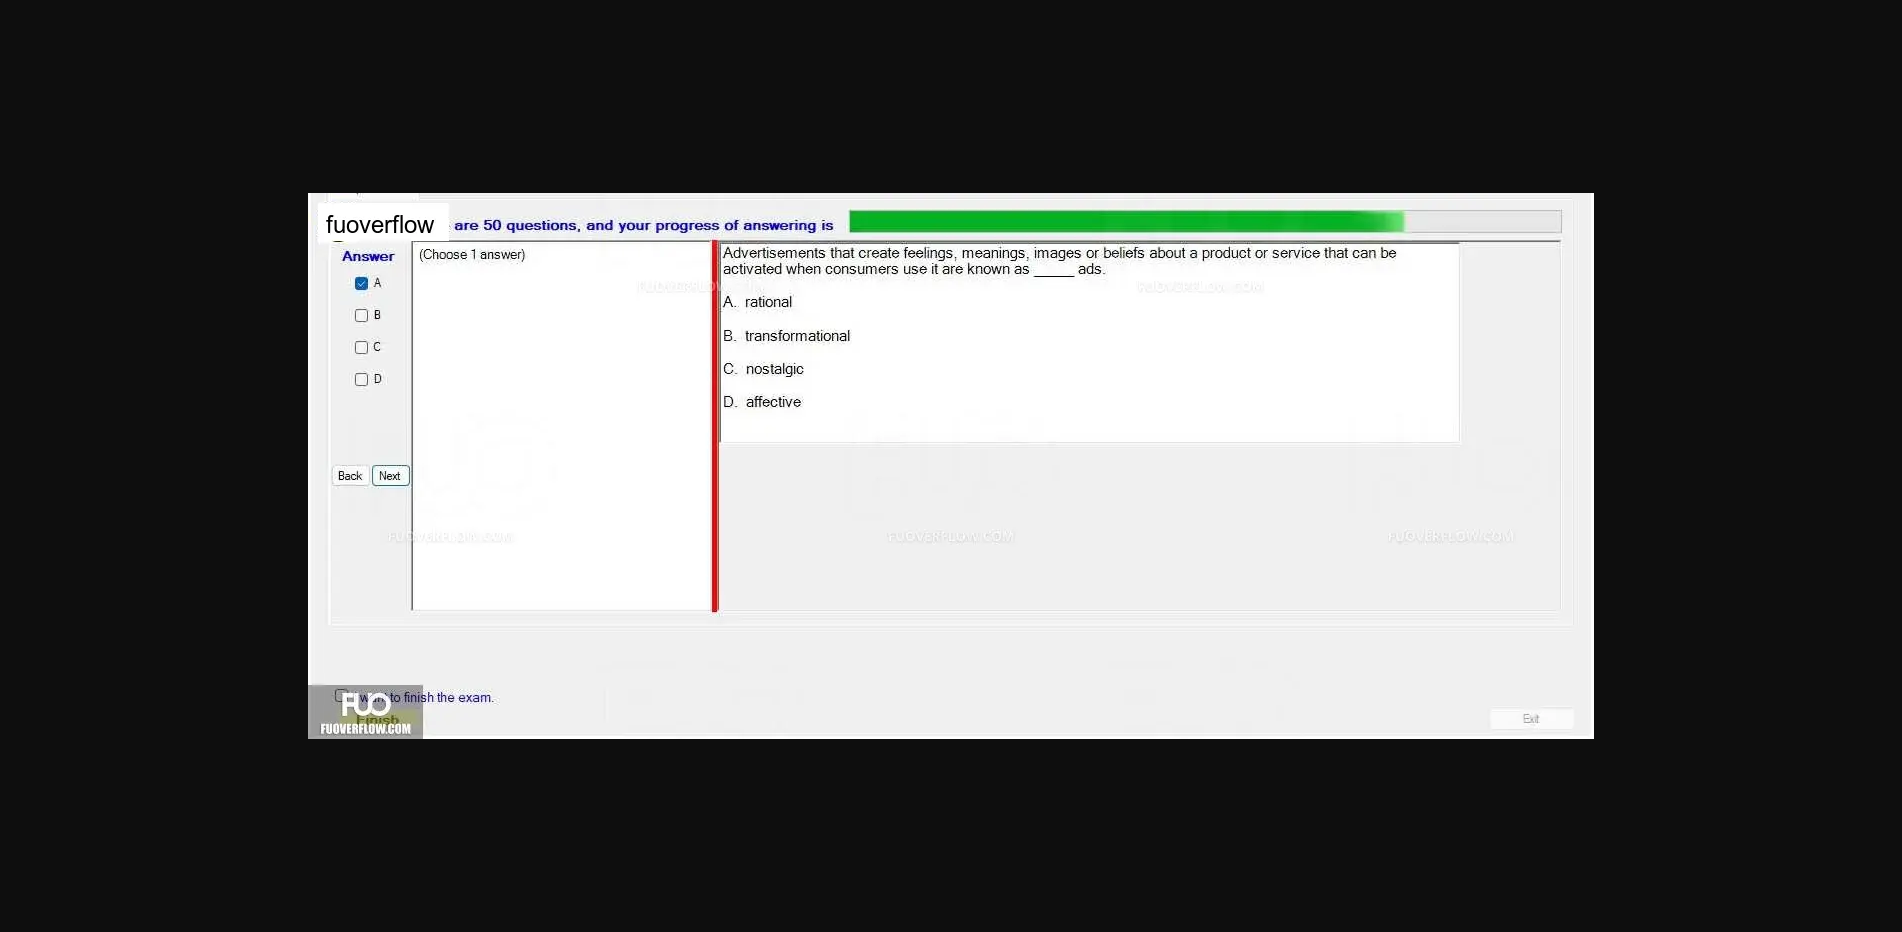 fuoverflow are 50 questions, and your progress of answering is
Answer
A
B
C
D
Back Next
(Choose 1 answer)
Advertisements that create feelings, meanings, images or beliefs about a product or service that can be
activated when consumers use it are known as _____ ads.
A. rational
B. transformational
C. nostalgic
D. affective
FUOVERFLOW.COM
FUOVERFLOW.COM
FUOVERFLOW.COM FUOVERFLOW.COM FUOVERFLOW.COM
want to finish the exam.
FUO
Finish
FUOVERFLOW.COM
Exit